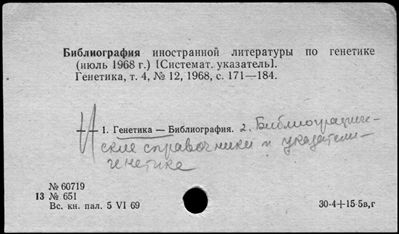 Библиография иностранной литературы по генетике
(июль 1968 г.) [Системат. указатель].
Генетика, т. 4, № 12, 1968, с. 171—184.
1. Генетика — Библиография. 2. Библиографиче-
ские справочники и указатели—
генетике
№ 60719
13 № 651
Вс. кн. пал. 5 VI 69
30-4+15·5в,г